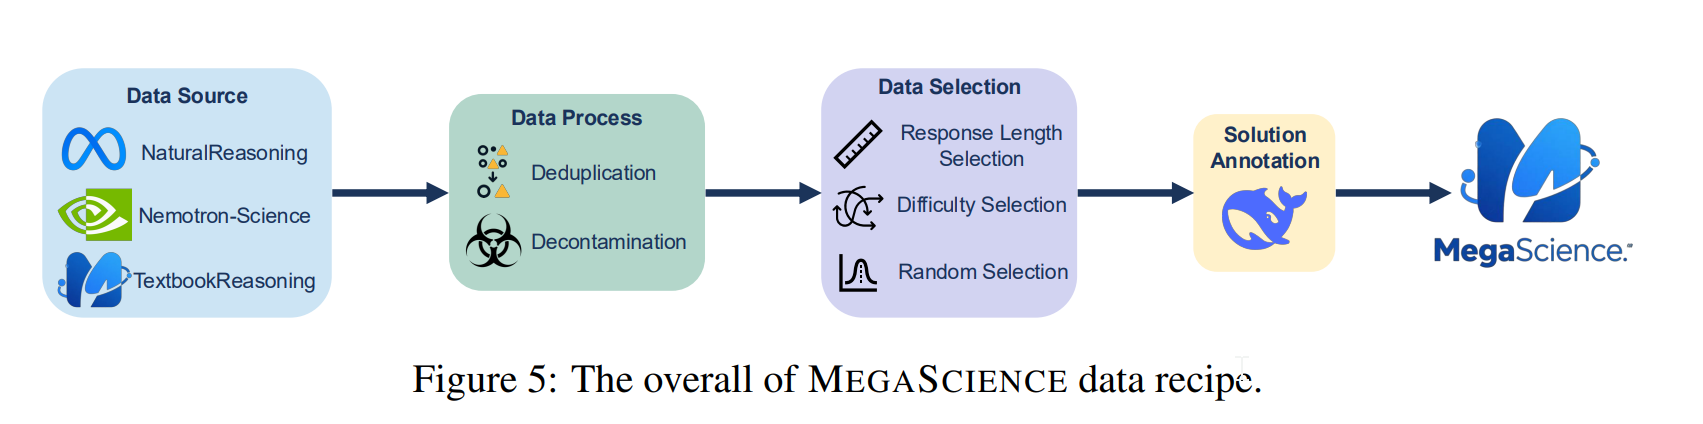 Data Source
NaturalReasoning
Nemotron-Science
TextbookReasoning
Data Process
Deduplication
Decontamination
Data Selection
Response Length
Selection
Difficulty Selection
Random Selection
Solution
Annotation
MegaScience.
Figure 5: The overall of MEGASCIENCE data recipe.